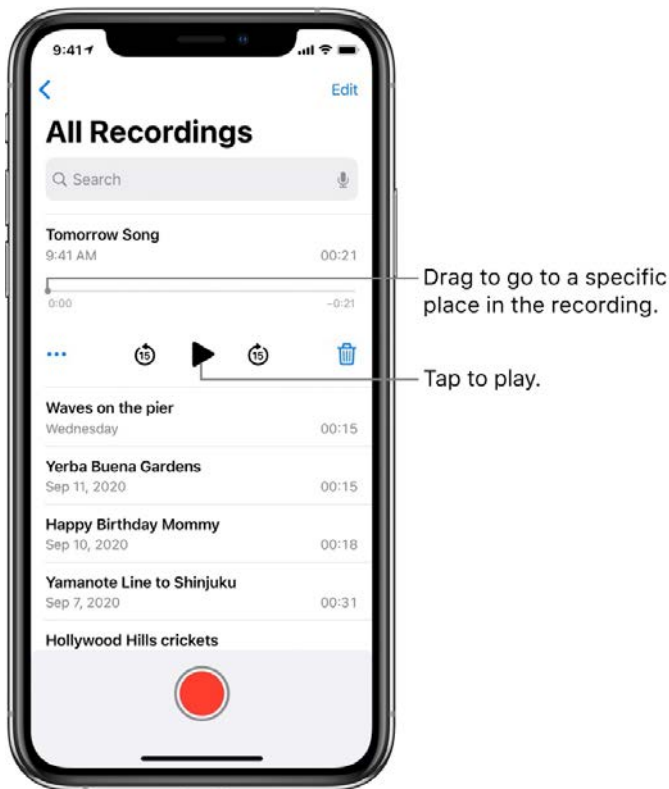 9:41
Edit
All Recordings
Search
Tomorrow Song
9:41 AM 00:21
0:00 -0:21
Drag to go to a specific
place in the recording.
15 15
Tap to play.
Waves on the pier
Wednesday 00:15
Yerba Buena Gardens
Sep 11, 2020 00:15
Happy Birthday Mommy
Sep 10, 2020 00:18
Yamanote Line to Shinjuku
Sep 7, 2020 00:31
Hollywood Hills crickets